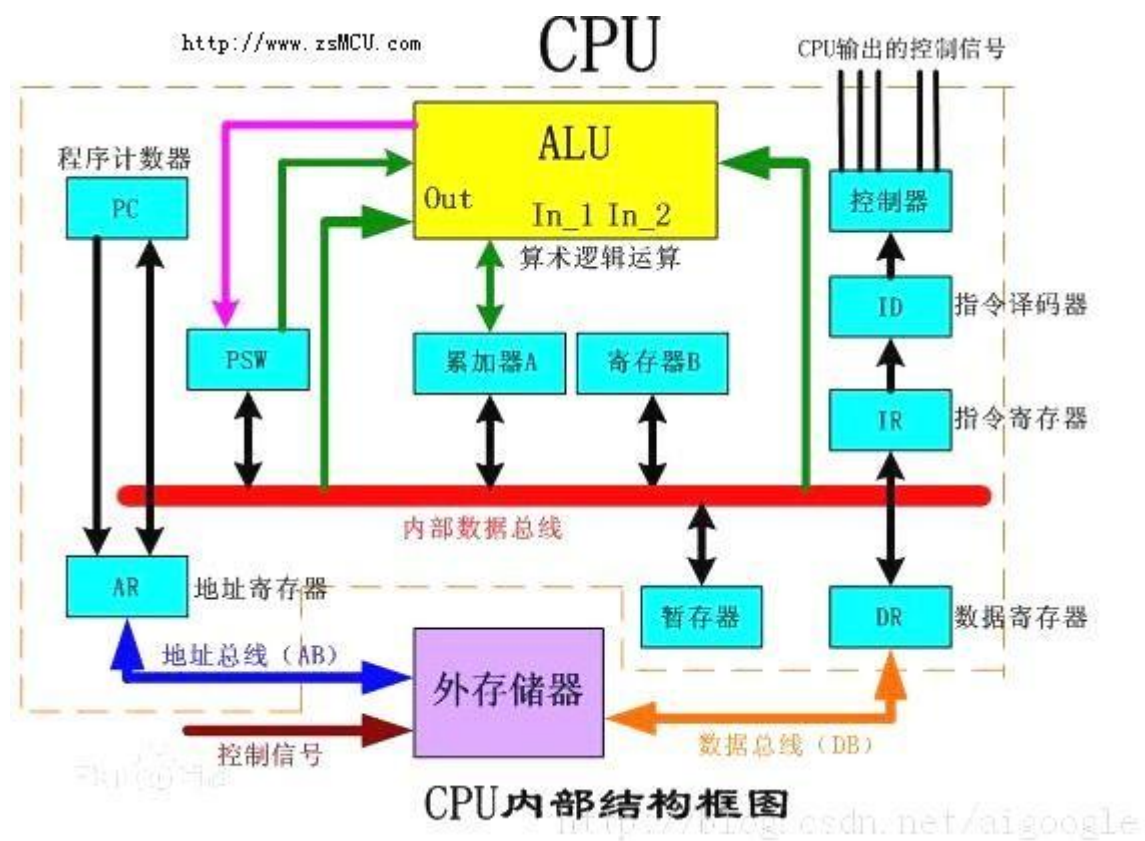 http://www.zsMCU.com
CPU
CPU输出的控制信号
程序计数器
PC
ALU
Out
In_1 In_2
算术逻辑运算
控制器
ID
指令译码器
PSW
累加器A
寄存器B
IR
指令寄存器
内部数据总线
AR
地址寄存器
暂存器
DR
数据寄存器
地址总线（AB）
外存储器
控制信号
数据总线（DB）
CPU内部结构框图
http://blog.csdn.net/aigoogle